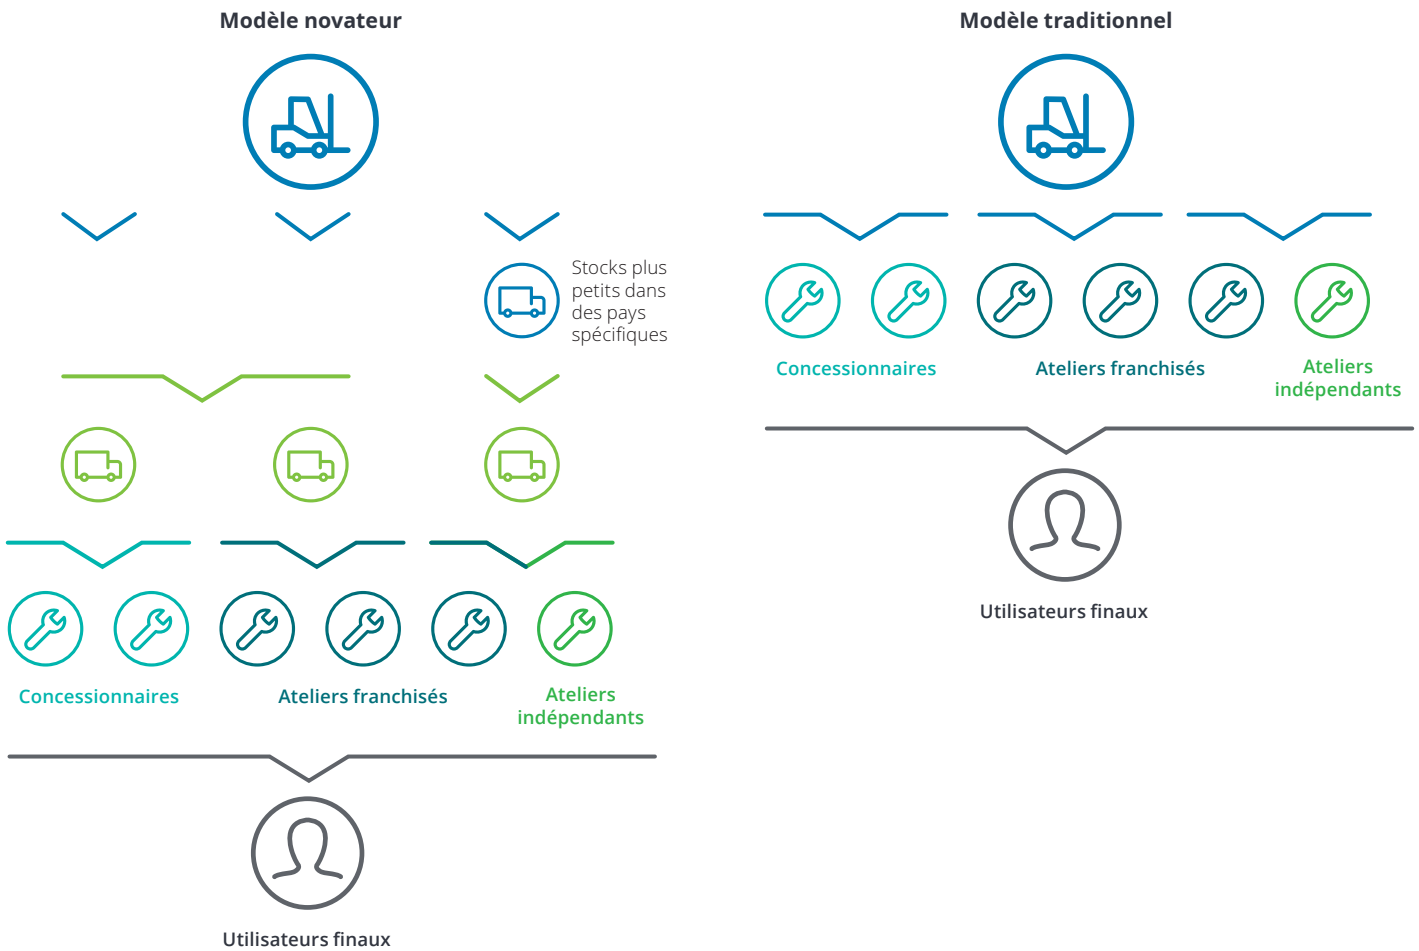 Modèle novateur
Stocks plus
petits dans
des pays
spécifiques
Concessionnaires
Ateliers franchisés
Ateliers
indépendants
Utilisateurs finaux
Modèle traditionnel
Concessionnaires
Ateliers franchisés
Ateliers
indépendants
Utilisateurs finaux